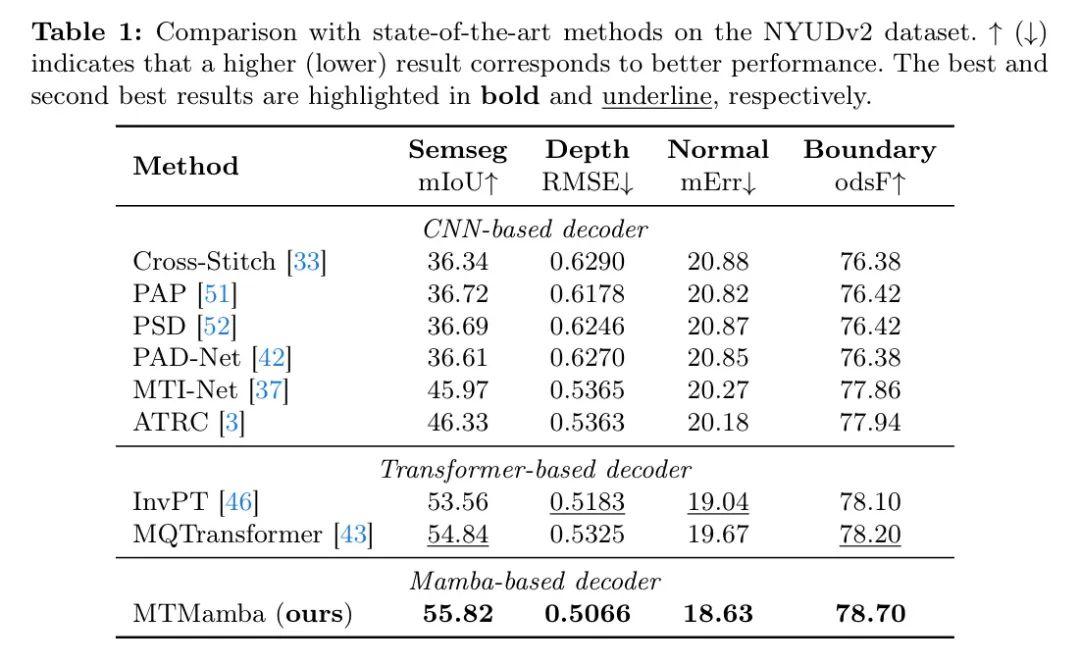 Table 1: Comparison with state-of-the-art methods on the NYUDv2 dataset. ↑ (↓)
indicates that a higher (lower) result corresponds to better performance. The best and
second best results are highlighted in bold and underline, respectively.
Method Semseg Depth Normal Boundary
mIoU↑ RMSE↓ mErr↓ odsF↑
CNN-based decoder
Cross-Stitch [33] 36.34 0.6290 20.88 76.38
PAP [51] 36.72 0.6178 20.82 76.42
PSD [52] 36.69 0.6246 20.87 76.42
PAD-Net [42] 36.61 0.6270 20.85 76.38
MTI-Net [37] 45.97 0.5365 20.27 77.86
ATRC [3] 46.33 0.5363 20.18 77.94
Transformer-based decoder
InvPT [46] 53.56 0.5183 19.04 78.10
MQTransformer [43] 54.84 0.5325 19.67 78.20
Mamba-based decoder
MTMamba (ours) 55.82 0.5066 18.63 78.70